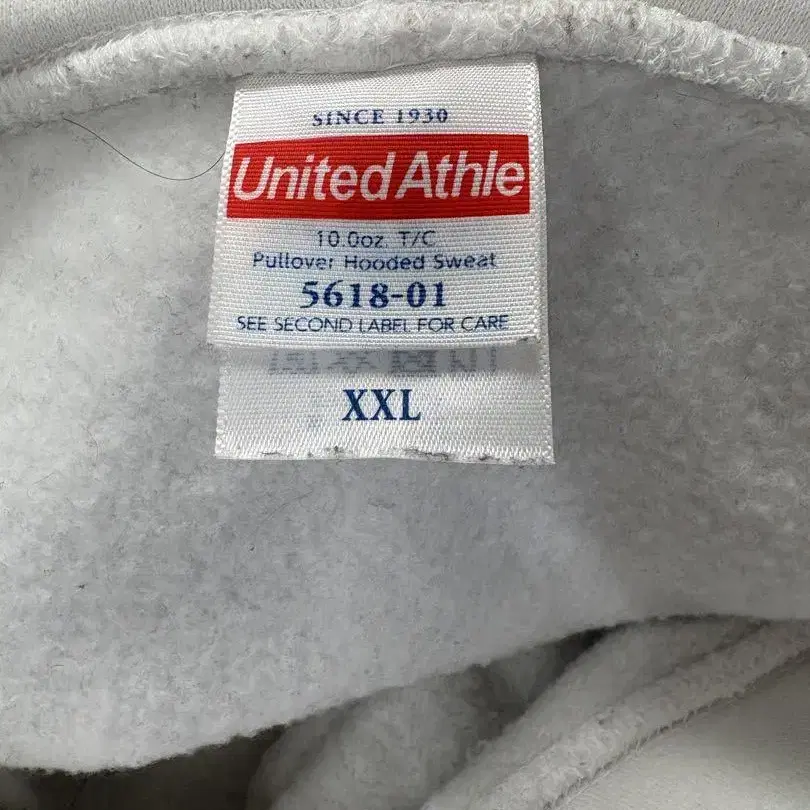 SINCE 1930
United Athle
10.0oz. T/C
Pullover Hooded Sweat
5618-01
SEE SECOND LABEL FOR CARE
XXL